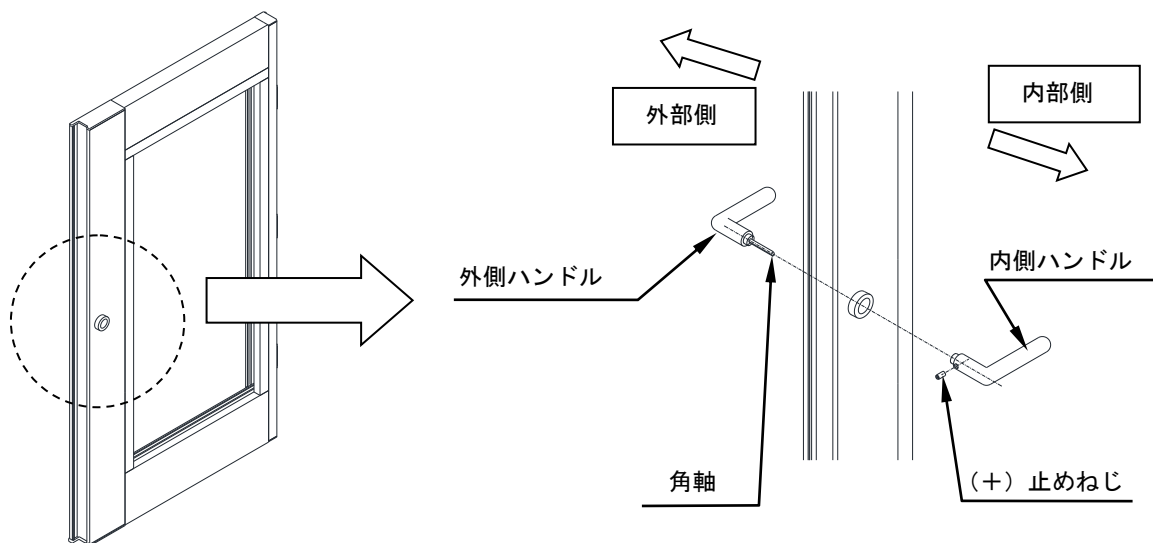 外部側
内部側
外側ハンドル
内側ハンドル
角軸
（＋）止めねじ